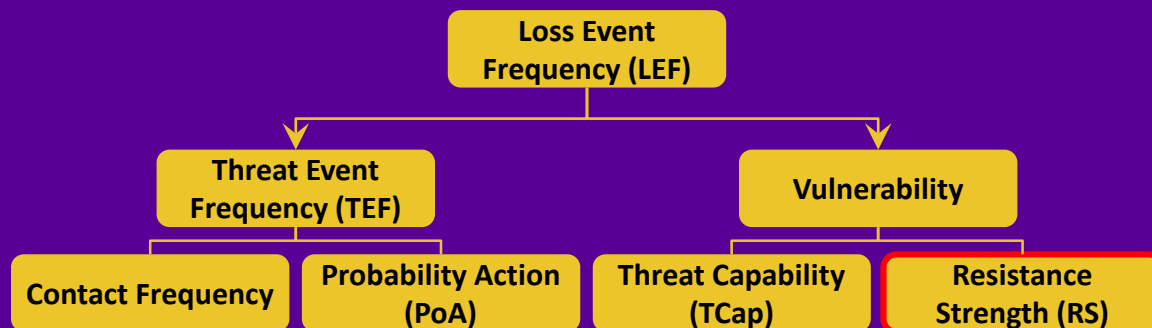 Loss Event
Frequency (LEF)
Threat Event
Frequency (TEF)
Vulnerability
Contact Frequency
Probability Action
(PoA)
Threat Capability
(TCap)
Resistance
Strength (RS)